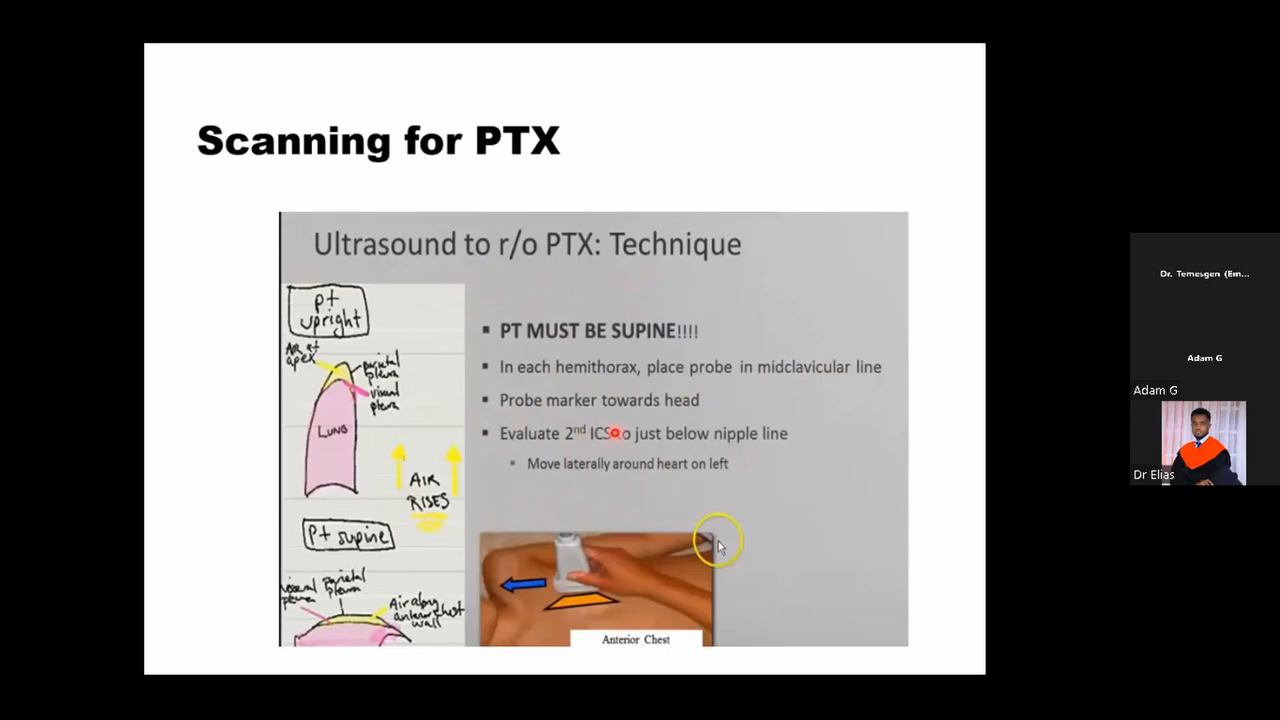 Scanning for PTX
Ultrasound to r/o PTX: Technique
pt
upright
Air at
apex
parietal
pleura
visceral
pleura
LUNG
AIR
RISES
Pt supine
visceral
pleura
parietal
pleura
Air along
anterior chest
wall
▪ PT MUST BE SUPINE!!!!
▪ In each hemithorax, place probe in midclavicular line
▪ Probe marker towards head
▪ Evaluate 2nd ICS to just below nipple line
▪ Move laterally around heart on left
Anterior Chest
Dr. Temesgen (Em...
Adam G
Adam G
Dr Elias